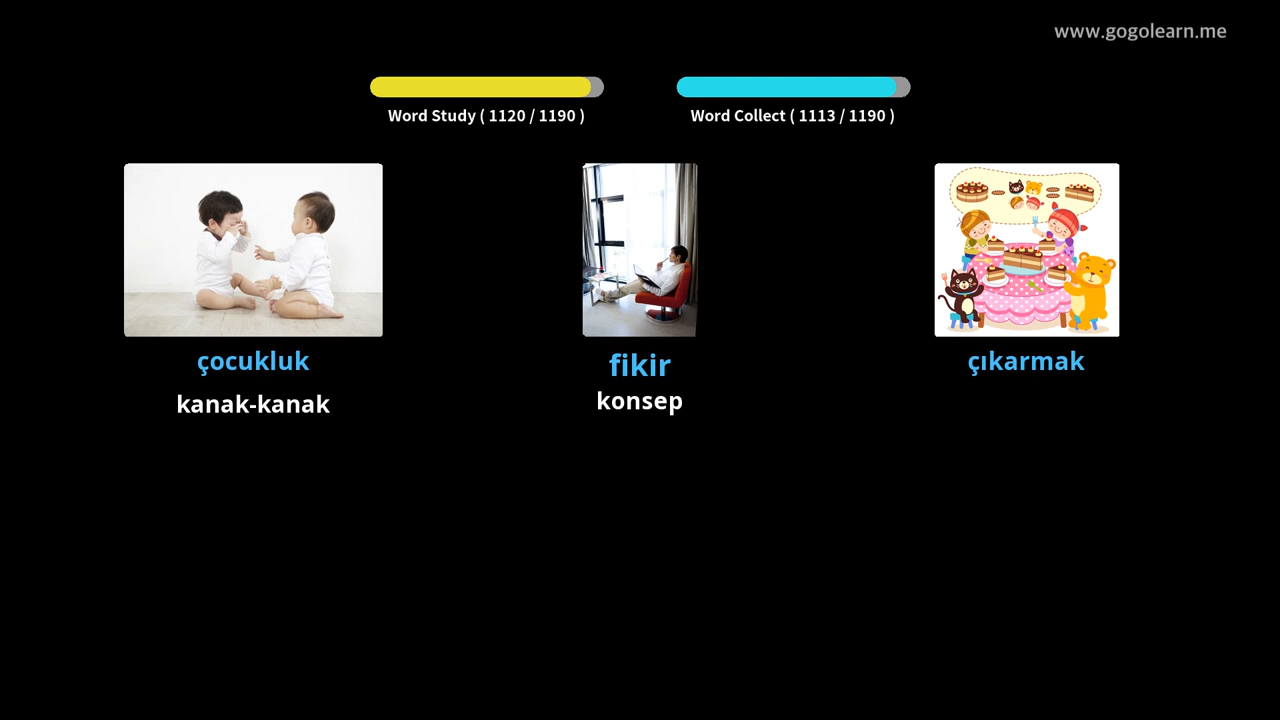 www.gogolearn.me
Word Study ( 1120 / 1190 )
Word Collect ( 1113 / 1190 )
çocukluk
fikir
çıkarmak
kanak-kanak
konsep